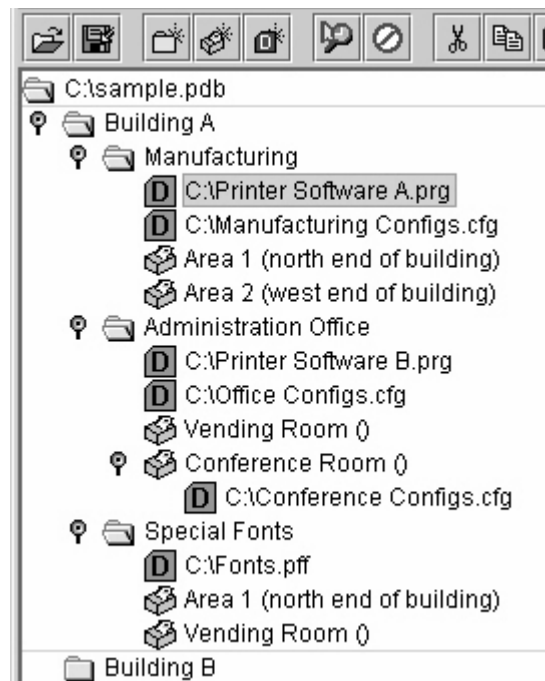 C:\sample.pdb
Building A
Manufacturing
D C:\Printer Software A.prg
D C:\Manufacturing Configs.cfg
Area 1 (north end of building)
Area 2 (west end of building)
Administration Office
D C:\Printer Software B.prg
D C:\Office Configs.cfg
Vending Room ()
Conference Room ()
D C:\Conference Configs.cfg
Special Fonts
D C:\Fonts.pff
Area 1 (north end of building)
Vending Room ()
Building B